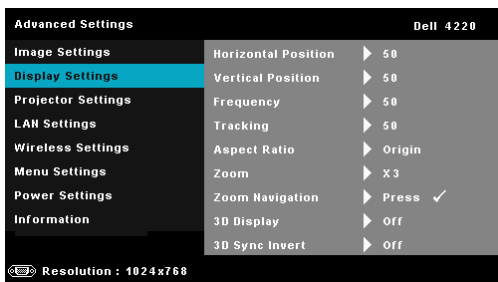 Advanced Settings
Dell 4220
Image Settings
Display Settings
Projector Settings
LAN Settings
Wireless Settings
Menu Settings
Power Settings
Information
Horizontal Position 50
Vertical Position 50
Frequency 50
Tracking 50
Aspect Ratio Origin
Zoom X3
Zoom Navigation Press ✓
3D Display Off
3D Sync Invert Off
Resolution : 1024x768